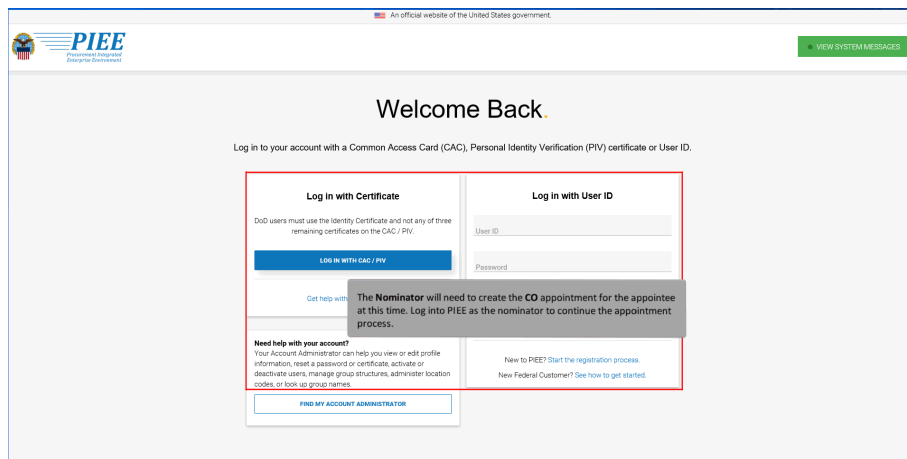 An official website of the United States government.
PIEE
Procurement Integrated
Enterprise Environment
VIEW SYSTEM MESSAGES
Welcome Back.
Log in to your account with a Common Access Card (CAC), Personal Identity Verification (PIV) certificate or User ID.
Log in with Certificate
DoD users must use the Identity Certificate and not any of three
remaining certificates on the CAC / PIV.
LOG IN WITH CAC / PIV
Get help with
Log in with User ID
User ID
Password
The Nominator will need to create the CO appointment for the appointee
at this time. Log into PIEE as the nominator to continue the appointment
process.
Need help with your account?
Your Account Administrator can help you view or edit profile
information, reset a password or certificate, activate or
deactivate users, manage group structures, administer location
codes, or look up group names.
FIND MY ACCOUNT ADMINISTRATOR
New to PIEE? Start the registration process.
New Federal Customer? See how to get started.